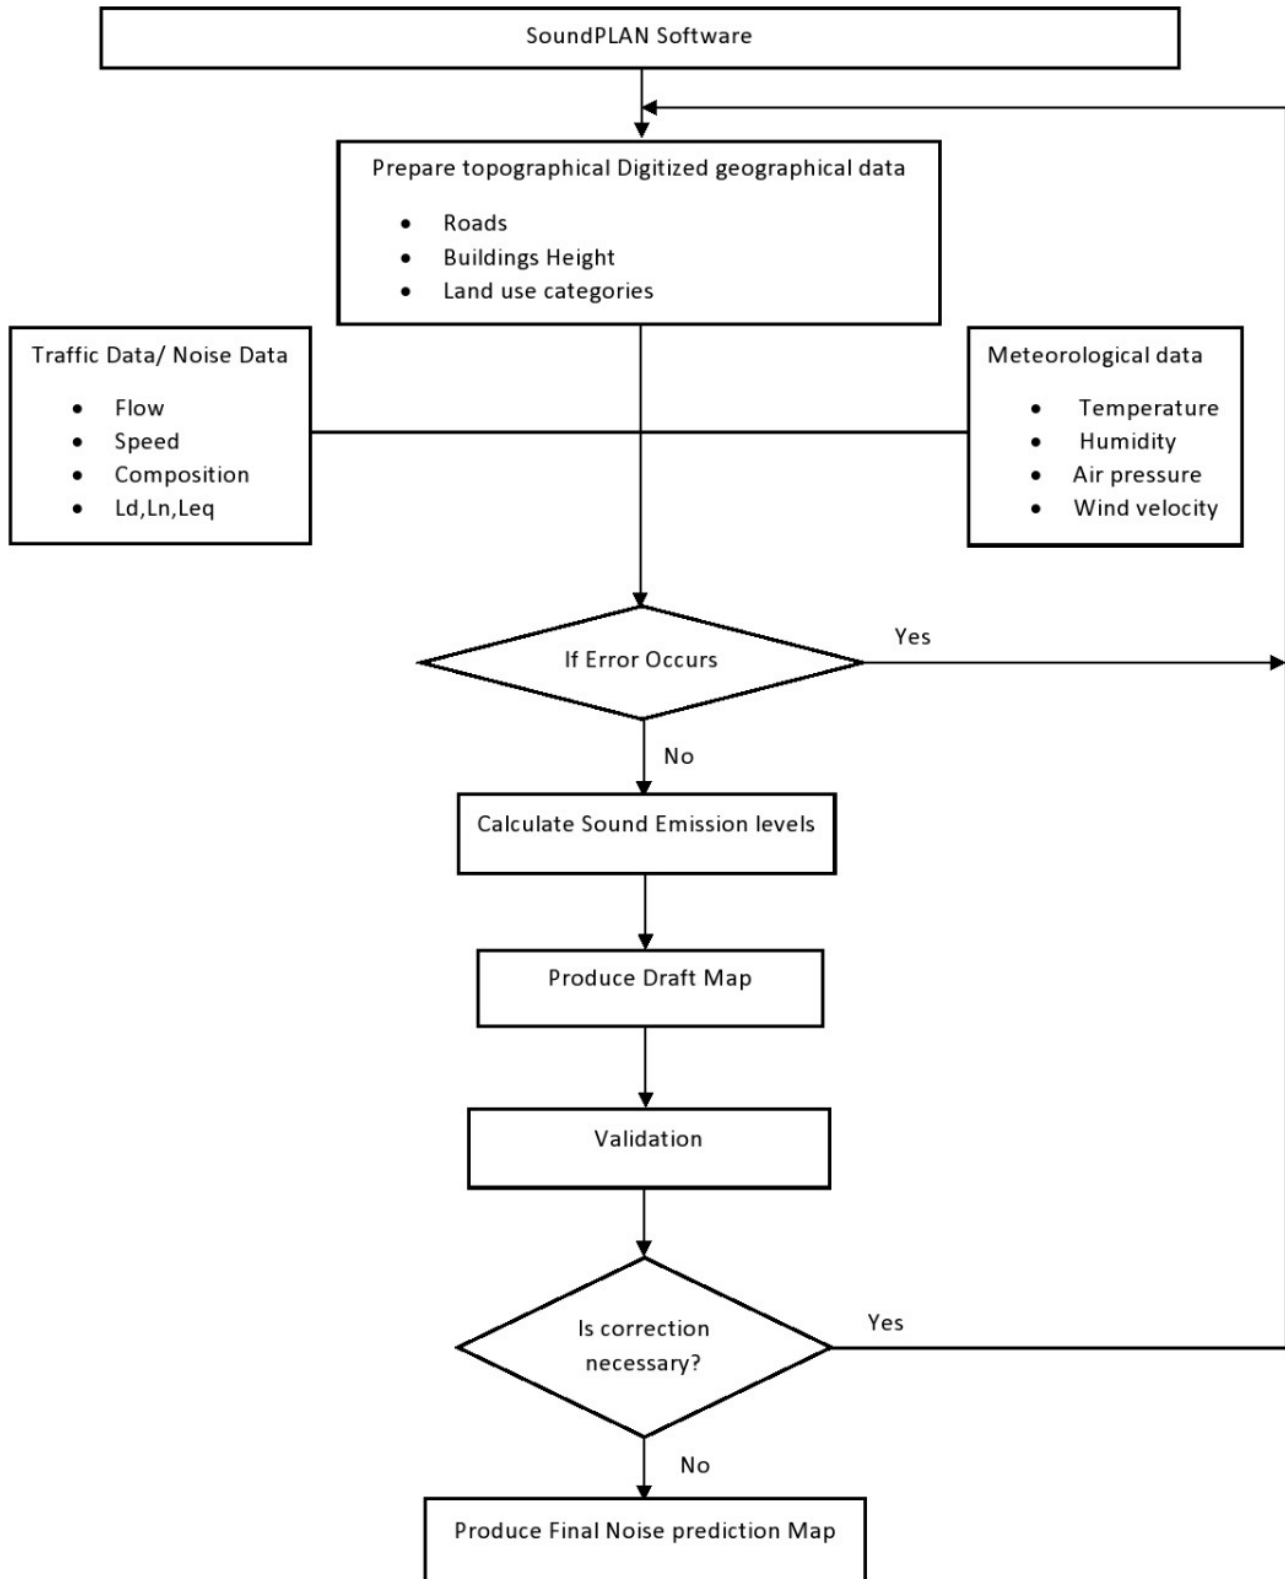 SoundPLAN Software
Prepare topographical Digitized geographical data
• Roads
• Buildings Height
• Land use categories
Traffic Data/ Noise Data
• Flow
• Speed
• Composition
• Ld,Ln,Leq
Meteorological data
• Temperature
• Humidity
• Air pressure
• Wind velocity
If Error Occurs
Yes
No
Calculate Sound Emission levels
Produce Draft Map
Validation
Is correction
necessary?
Yes
No
Produce Final Noise prediction Map